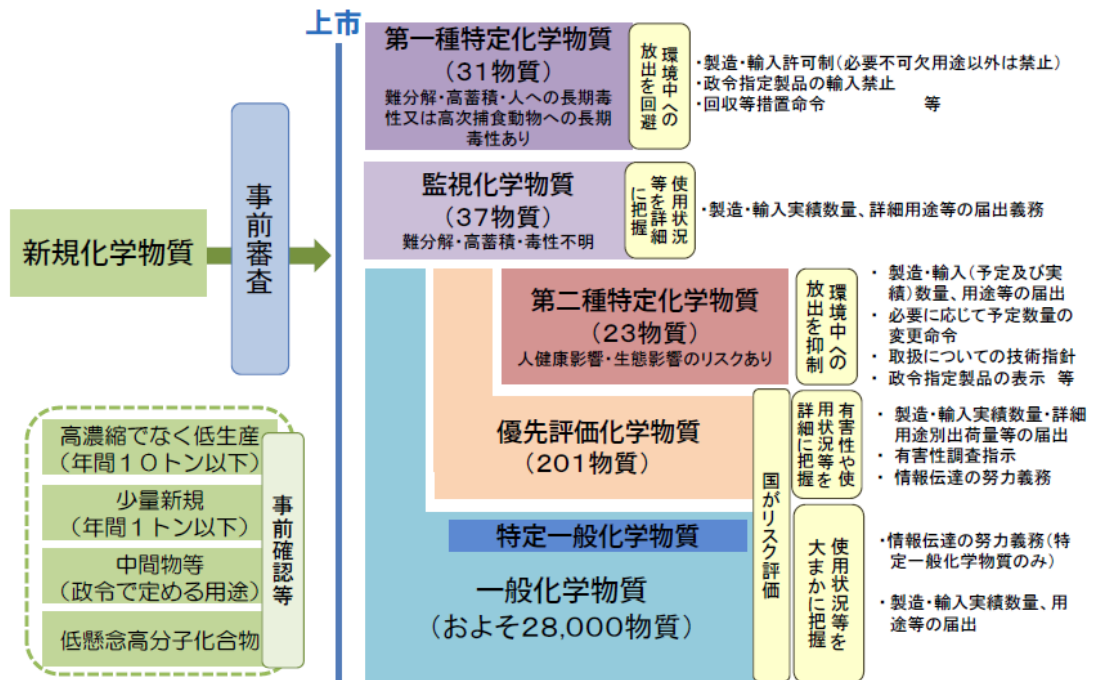 上市
新規化学物質
事前審査
高濃縮でなく低生産
(年間10トン以下)
少量新規
(年間1トン以下)
中間物等
(政令で定める用途)
低懸念高分子化合物
事前確認等
第一種特定化学物質
(31物質)
難分解・高蓄積・人への長期毒
性又は高次捕食動物への長期
毒性あり
環境中への
放出を回避
・製造・輸入許可制(必要不可欠用途以外は禁止)
・政令指定製品の輸入禁止
・回収等措置命令 等
監視化学物質
(37物質)
難分解・高蓄積・毒性不明
使用状況
等を詳細
に把握
・製造・輸入実績数量、詳細用途等の届出義務
第二種特定化学物質
(23物質)
人健康影響・生態影響のリスクあり
環境中への
放出を抑制
・ 製造・輸入(予定及び実
績)数量、用途等の届出
・ 必要に応じて予定数量の
変更命令
・ 取扱についての技術指針
・ 政令指定製品の表示 等
優先評価化学物質
(201物質)
有害性や使
用状況等を
詳細に把握
・ 製造・輸入実績数量・詳細
用途別出荷量等の届出
・ 有害性調査指示
・ 情報伝達の努力義務
国がリスク評価
特定一般化学物質
一般化学物質
(およそ28,000物質)
使用状況等を
大まかに把握
・情報伝達の努力義務(特
定一般化学物質のみ)
・製造・輸入実績数量、用
途等の届出